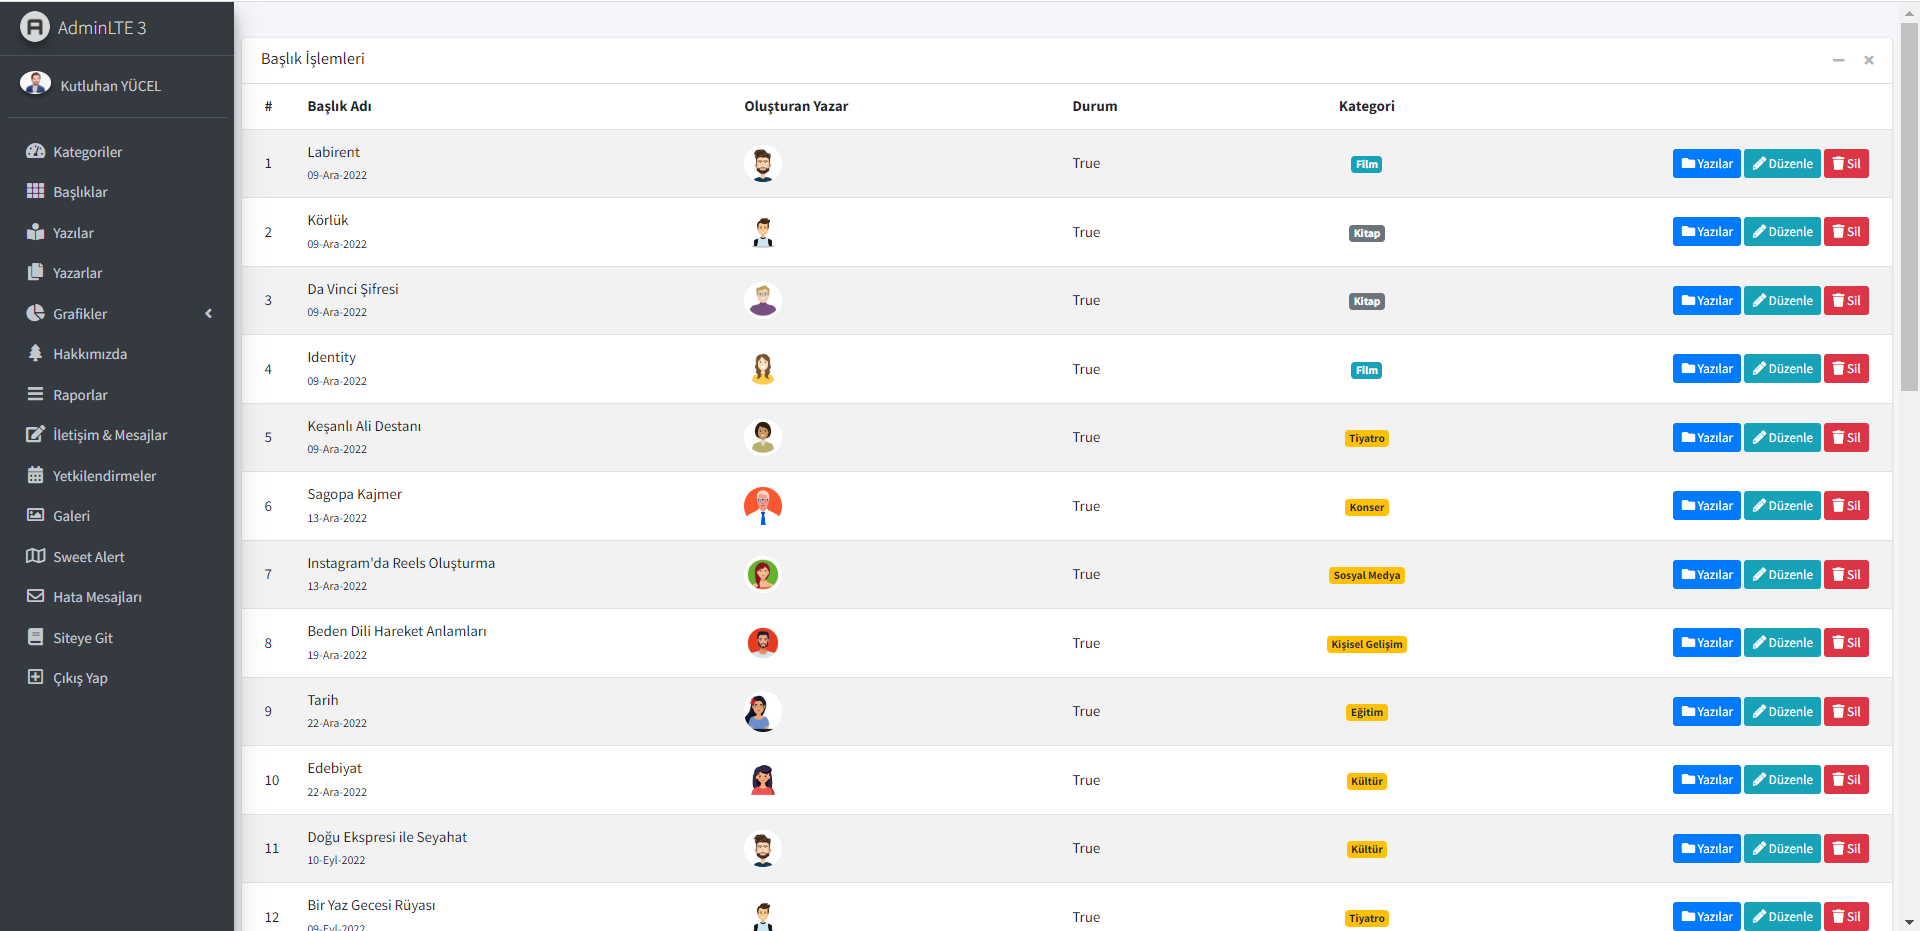 AdminLTE 3
Kutluhan YÜCEL
Kategoriler
Başlıklar
Yazılar
Yazarlar
Grafikler
Hakkımızda
Raporlar
İletişim & Mesajlar
Yetkilendirmeler
Galeri
Sweet Alert
Hata Mesajları
Siteye Git
Çıkış Yap
Başlık İşlemleri
# Başlık Adı Oluşturan Yazar Durum Kategori
1 Labirent True Film Yazılar Düzenle Sil
09-Ara-2022
2 Körlük True Kitap Yazılar Düzenle Sil
09-Ara-2022
3 Da Vinci Şifresi True Kitap Yazılar Düzenle Sil
09-Ara-2022
4 Identity True Film Yazılar Düzenle Sil
09-Ara-2022
5 Keşanlı Ali Destanı True Tiyatro Yazılar Düzenle Sil
09-Ara-2022
6 Sagopa Kajmer True Konser Yazılar Düzenle Sil
13-Ara-2022
7 Instagram'da Reels Oluşturma True Sosyal Medya Yazılar Düzenle Sil
13-Ara-2022
8 Beden Dili Hareket Anlamları True Kişisel Gelişim Yazılar Düzenle Sil
19-Ara-2022
9 Tarih True Eğitim Yazılar Düzenle Sil
22-Ara-2022
10 Edebiyat True Kültür Yazılar Düzenle Sil
22-Ara-2022
11 Doğu Ekspresi ile Seyahat True Kültür Yazılar Düzenle Sil
10-Eyl-2022
12 Bir Yaz Gecesi Rüyası True Tiyatro Yazılar Düzenle Sil
09-Eyl-2022